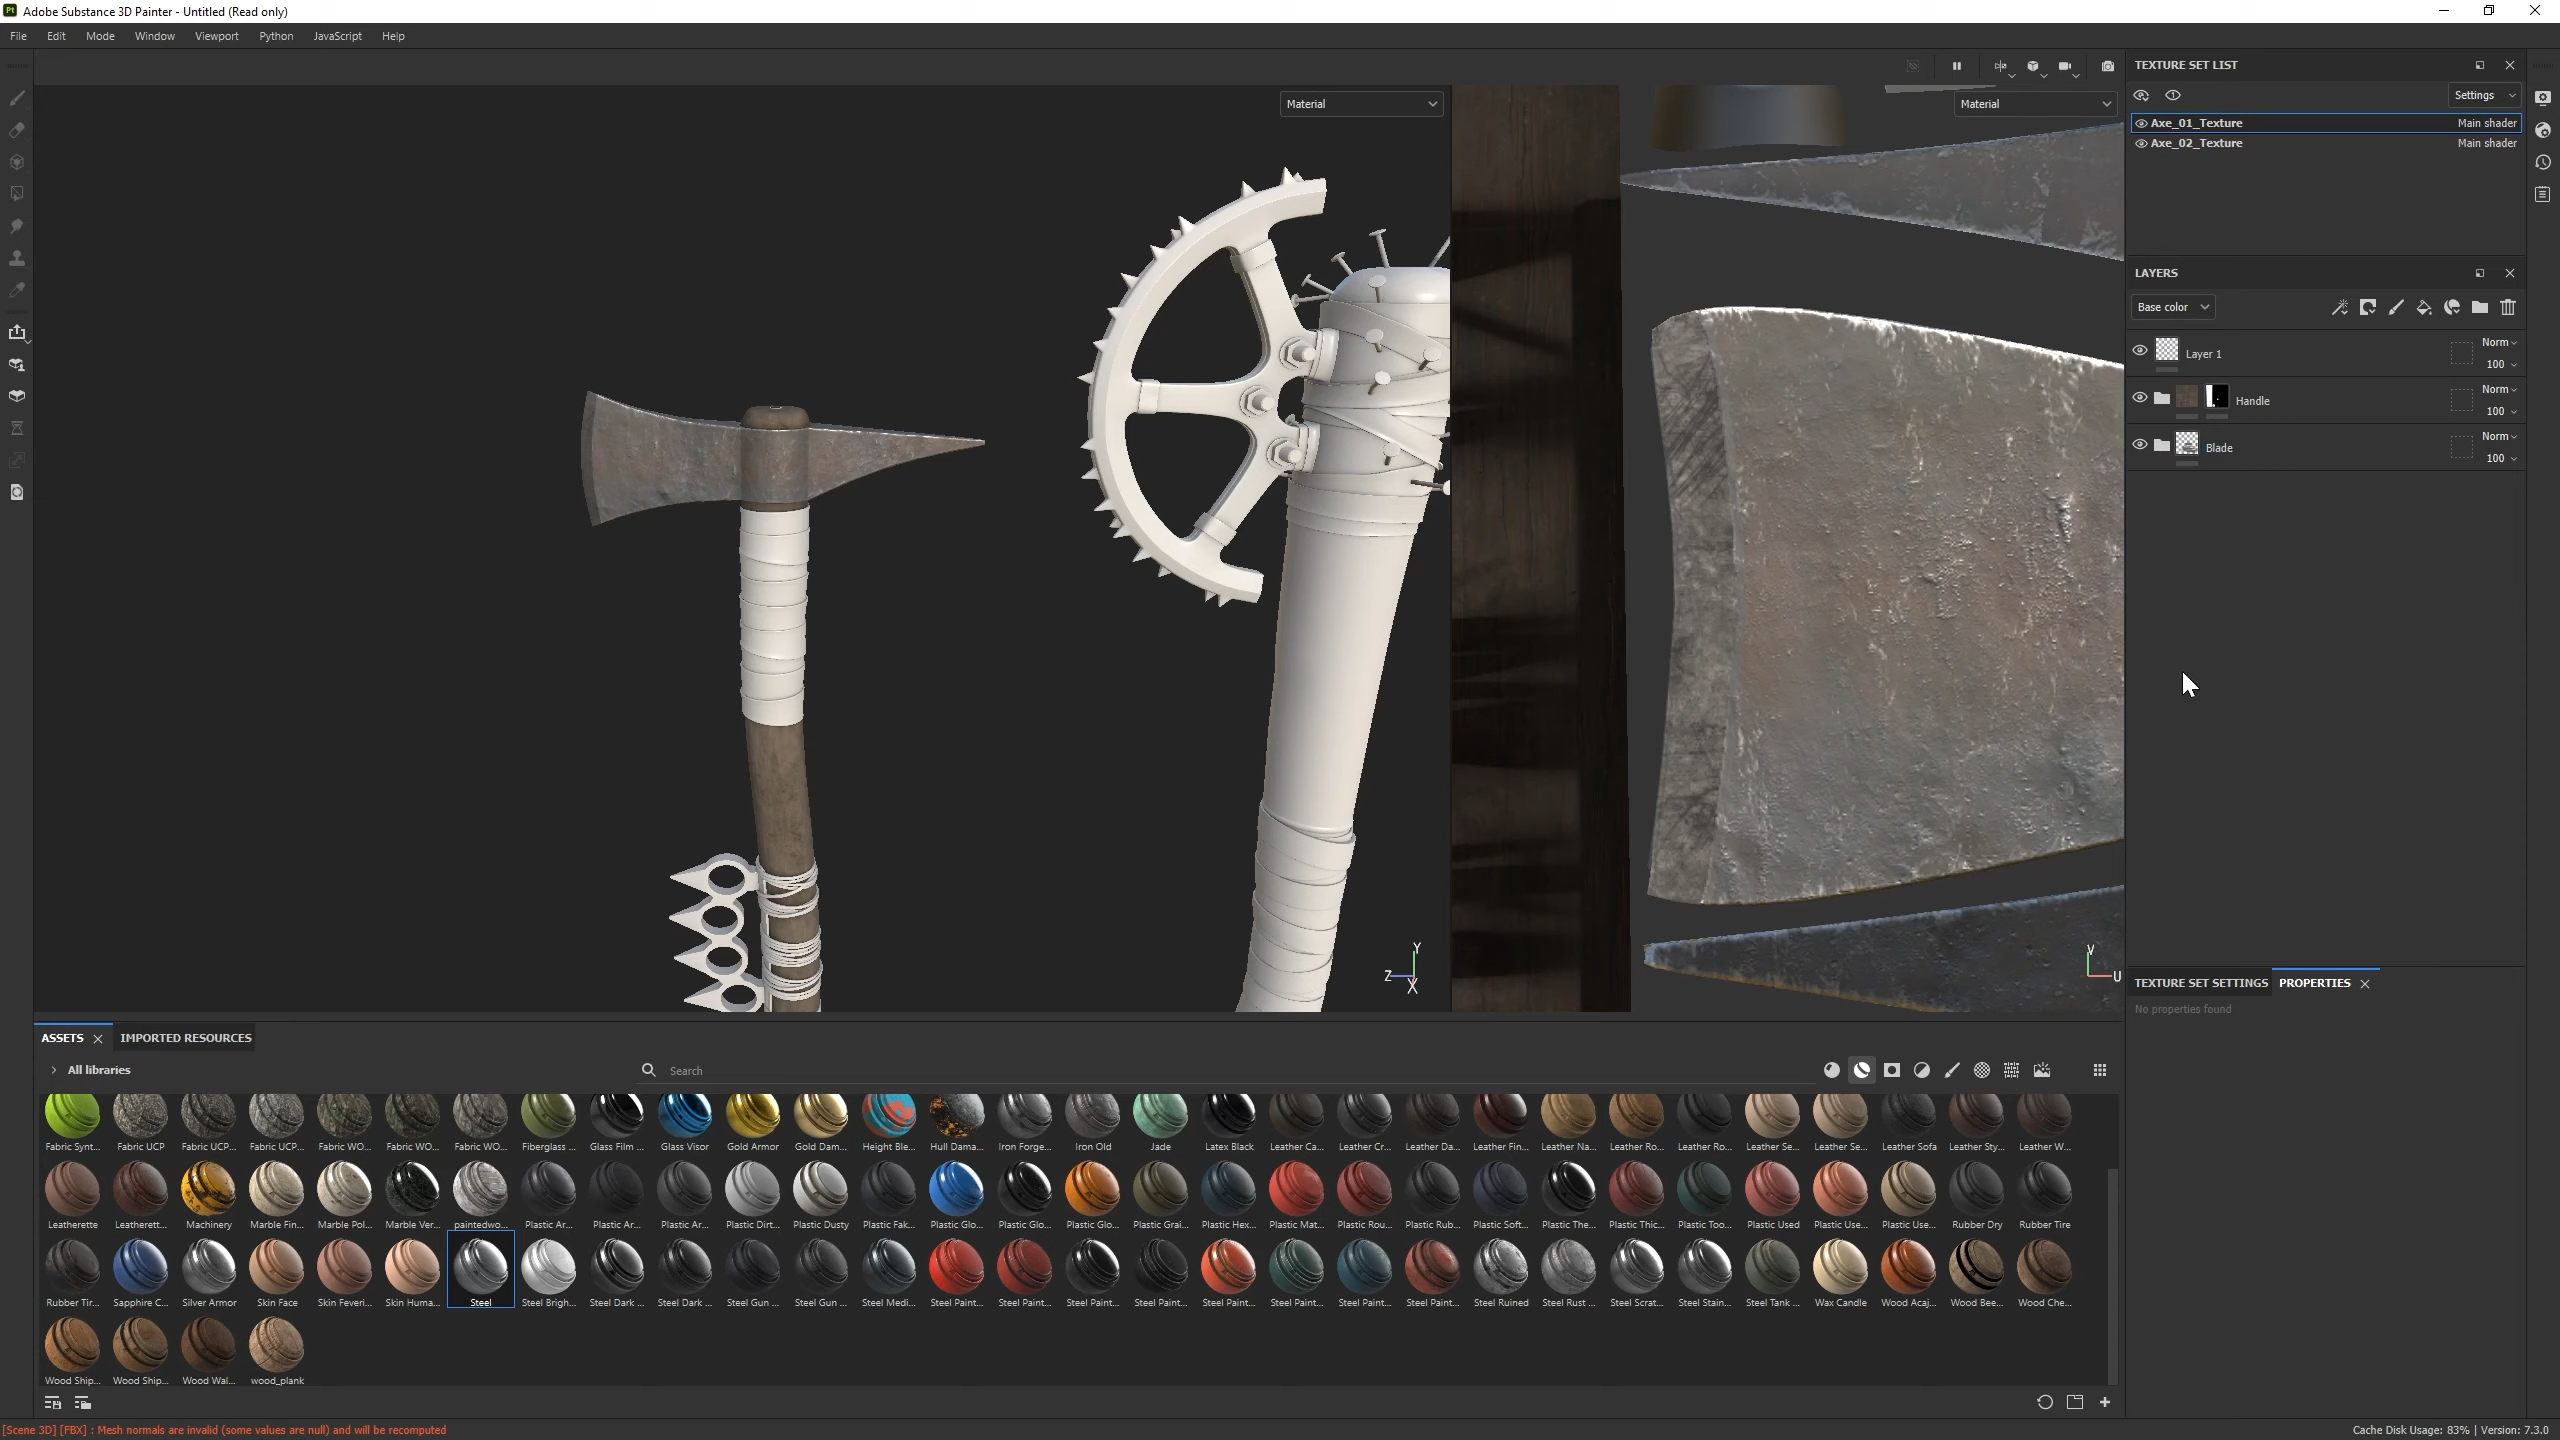 Adobe Substance 3D Painter - Untitled (Read only)
File Edit Mode Window Viewport Python JavaScript Help
Material
Material
TEXTURE SET LIST
Settings
Axe_01_Texture Main shader
Axe_02_Texture Main shader
LAYERS
Base color
Layer 1 Norm 100
Handle Norm 100
Blade Norm 100
Y
Z
X
V
U
TEXTURE SET SETTINGS PROPERTIES
No properties found
ASSETS IMPORTED RESOURCES
All libraries Search
Fabric Synt... Fabric UCP Fabric UCP... Fabric UCP... Fabric WO... Fabric WO... Fabric WO... Fiberglass ... Glass Film ... Glass Visor Gold Armor Gold Dam... Height Ble... Hull Dama... Iron Forge... Iron Old Jade Latex Black Leather Ca... Leather Cr... Leather Da... Leather Fin... Leather Na... Leather Ro... Leather Ro... Leather Se... Leather Se... Leather Sofa Leather Sty... Leather W...
Leatherette Leatherett... Machinery Marble Fin... Marble Pol... Marble Ver... paintedwo... Plastic Ar... Plastic Ar... Plastic Ar... Plastic Dirt... Plastic Dusty Plastic Fak... Plastic Glo... Plastic Glo... Plastic Glo... Plastic Grai... Plastic Hex... Plastic Mat... Plastic Rou... Plastic Rub... Plastic Soft... Plastic The... Plastic Thic... Plastic Too... Plastic Used Plastic Use... Plastic Use... Rubber Dry Rubber Tire
Rubber Tir... Sapphire C... Silver Armor Skin Face Skin Feveri... Skin Huma... Steel Steel Brigh... Steel Dark ... Steel Dark ... Steel Gun ... Steel Gun ... Steel Medi... Steel Paint... Steel Paint... Steel Paint... Steel Paint... Steel Paint... Steel Paint... Steel Paint... Steel Paint... Steel Ruined Steel Rust ... Steel Scrat... Steel Stain... Steel Tank ... Wax Candle Wood Acaj... Wood Bee... Wood Che...
Wood Ship... Wood Ship... Wood Wal... wood_plank
[Scene 3D] [FBX] : Mesh normals are invalid (some values are null) and will be recomputed
Cache Disk Usage: 83% | Version: 7.3.0